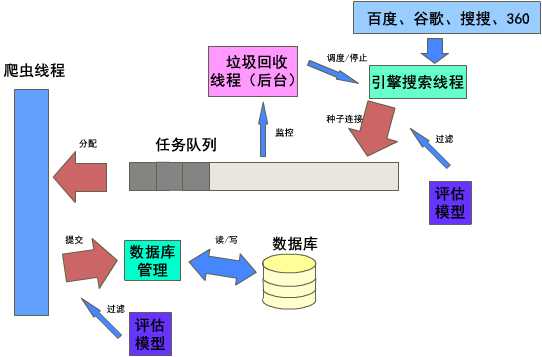 百度、谷歌、搜搜、360
垃圾回收
线程（后台）
调度/停止
引擎搜索线程
爬虫线程
种子连接
分配
任务队列
监控
过滤
评估
模型
提交
数据库
管理
读/写
数据库
过滤
评估
模型